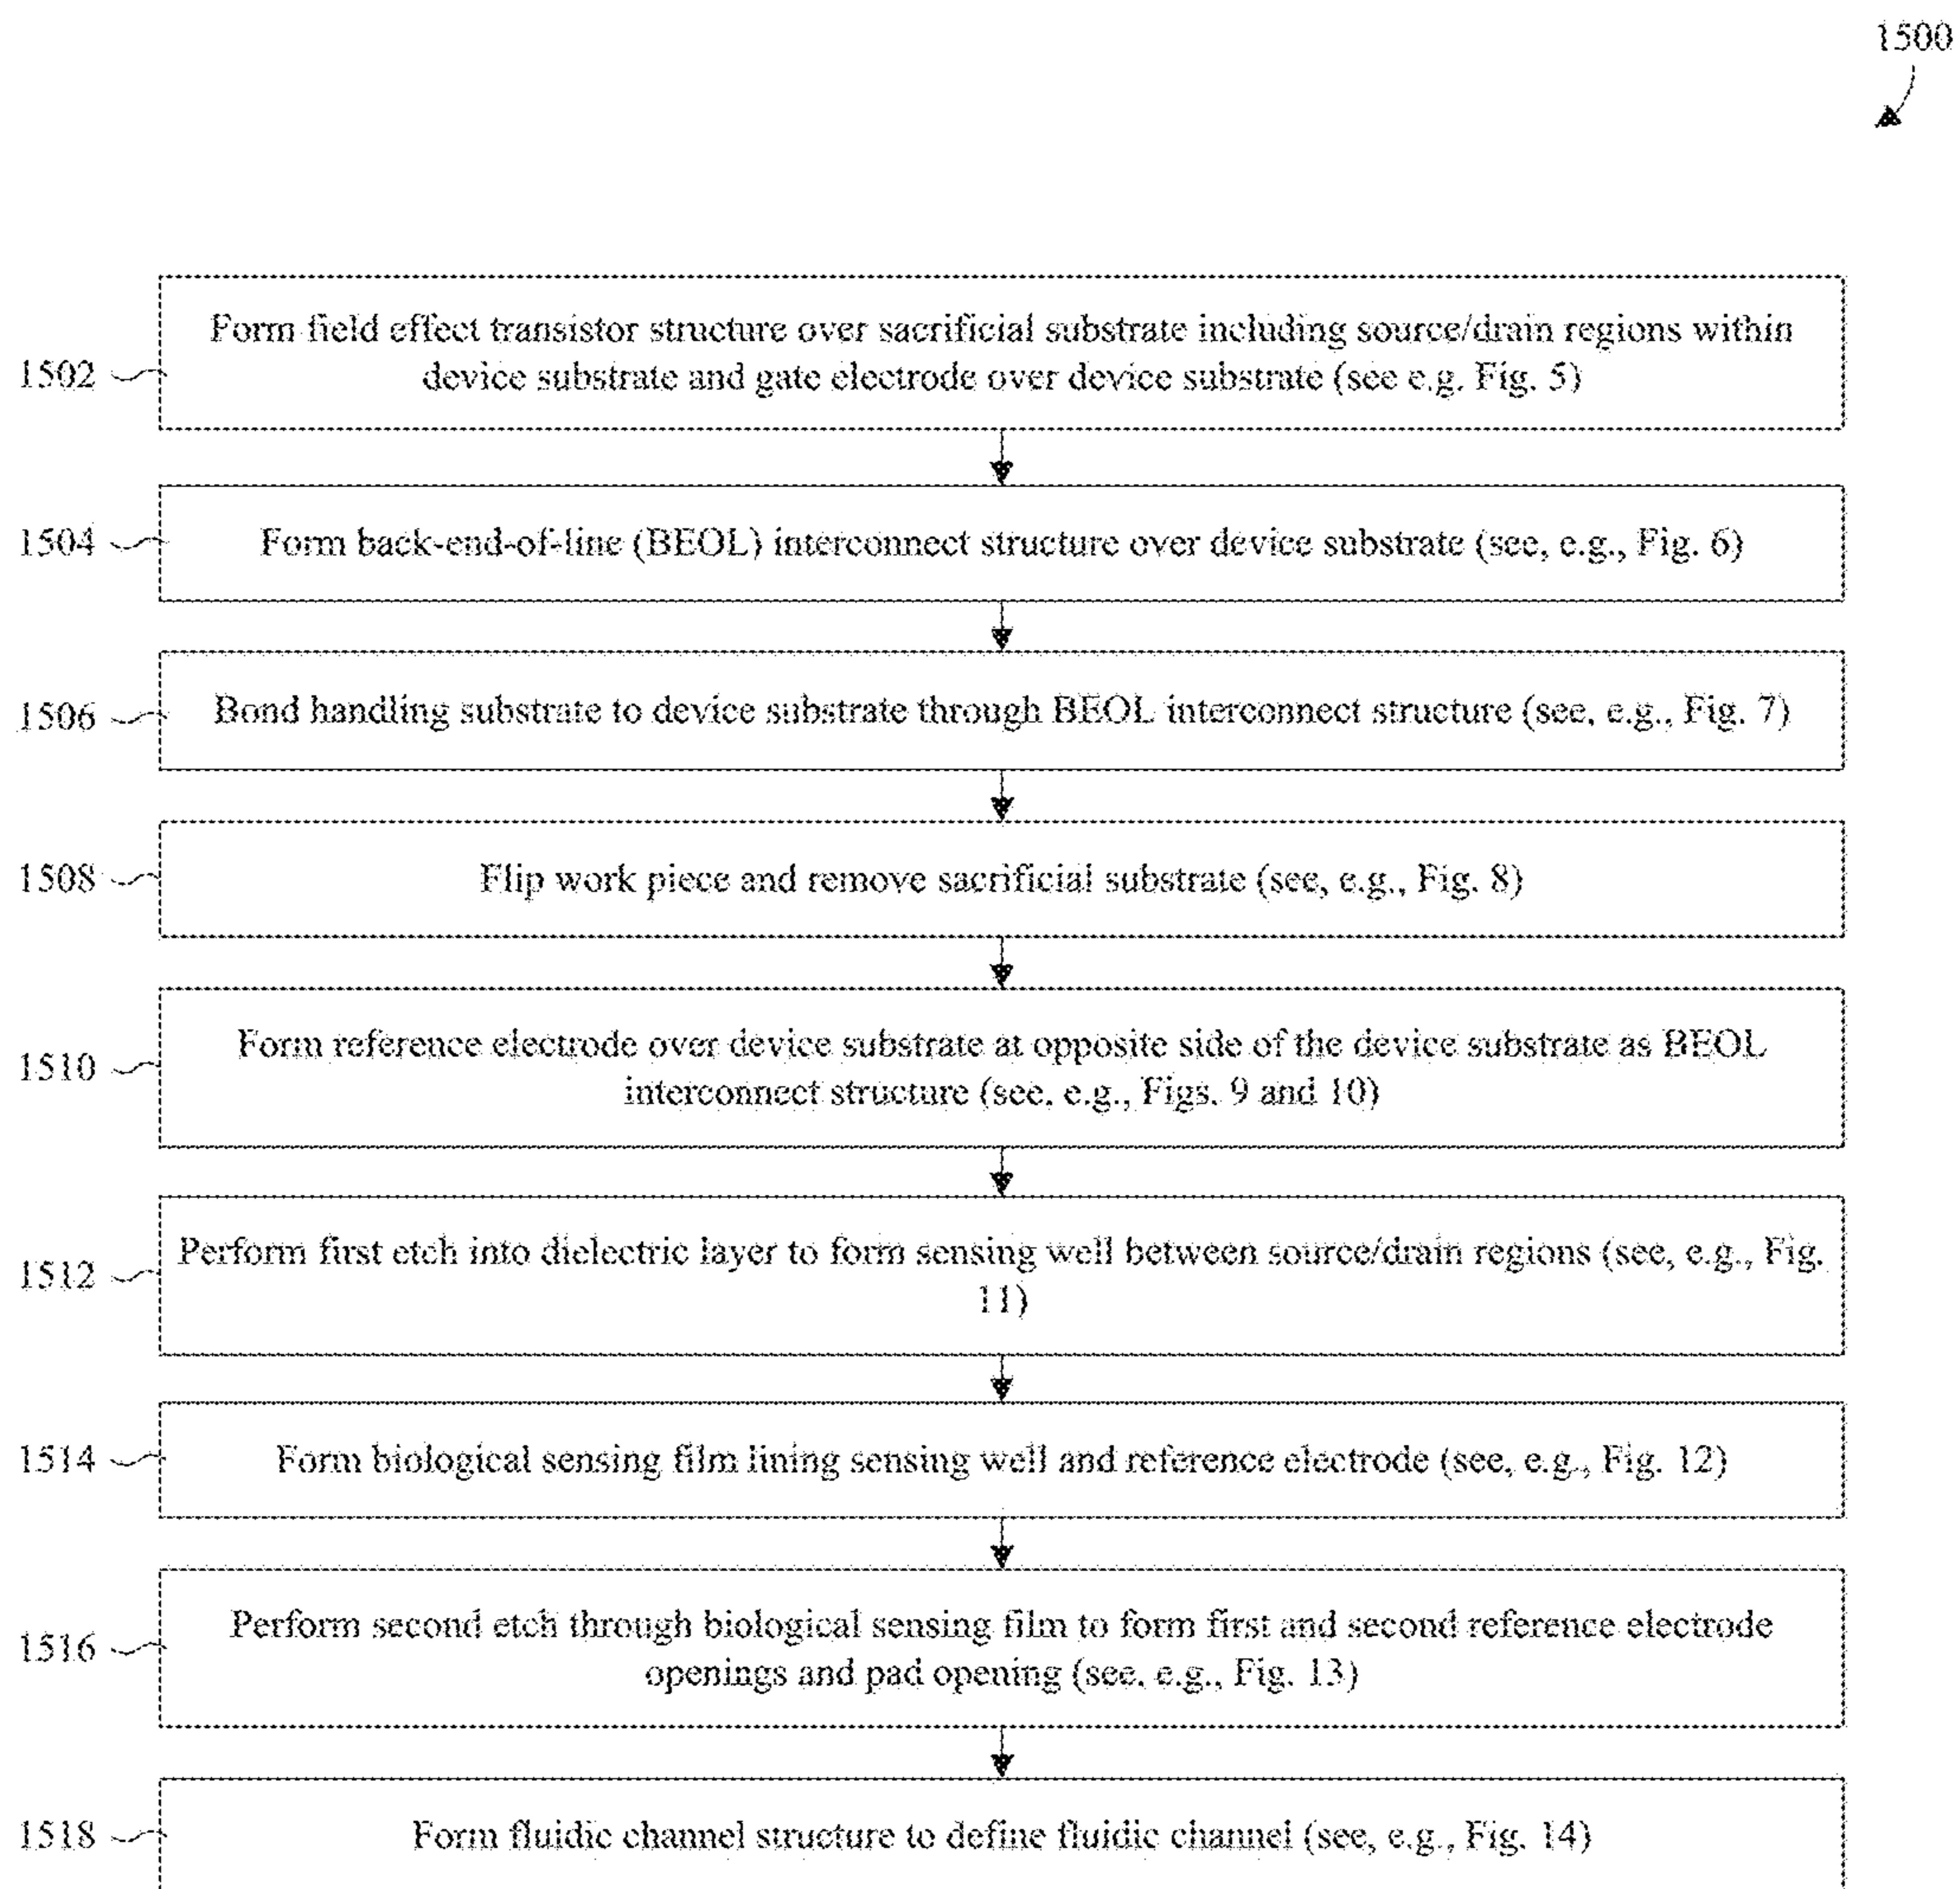 1500
1502
Form field effect transistor structure over sacrificial substrate including source/drain regions within
device substrate and gate electrode over device substrate (see e.g. Fig. 5)
1504
Form back-end-of-line (BEOL) interconnect structure over device substrate (see, e.g., Fig. 6)
1506
Bond handling substrate to device substrate through BEOL interconnect structure (see, e.g., Fig. 7)
1508
Flip work piece and remove sacrificial substrate (see, e.g., Fig. 8)
1510
Form reference electrode over device substrate at opposite side of the device substrate as BEOL
interconnect structure (see, e.g., Figs. 9 and 10)
1512
Perform first etch into dielectric layer to form sensing well between source/drain regions (see, e.g., Fig.
11)
1514
Form biological sensing film lining sensing well and reference electrode (see, e.g., Fig. 12)
1516
Perform second etch through biological sensing film to form first and second reference electrode
openings and pad opening (see, e.g., Fig. 13)
1518
Form fluidic channel structure to define fluidic channel (see, e.g., Fig. 14)